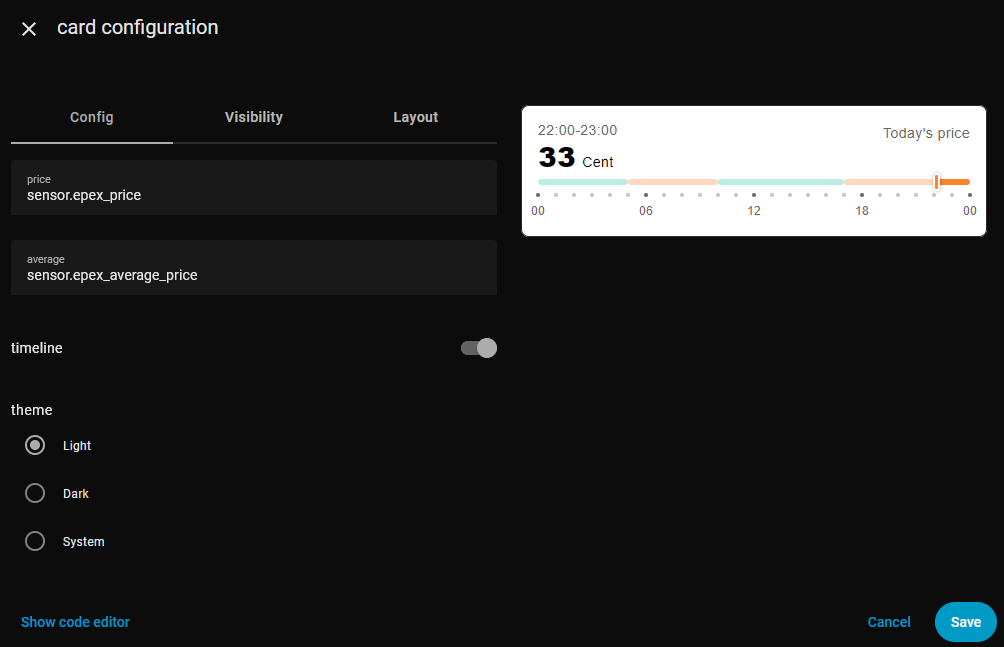 card configuration
Config
Visibility
Layout
price
sensor.epex_price
average
sensor.epex_average_price
timeline
theme
Light
Dark
System
22:00-23:00
Today's price
33 Cent
00 06 12 18 00
Show code editor
Cancel
Save